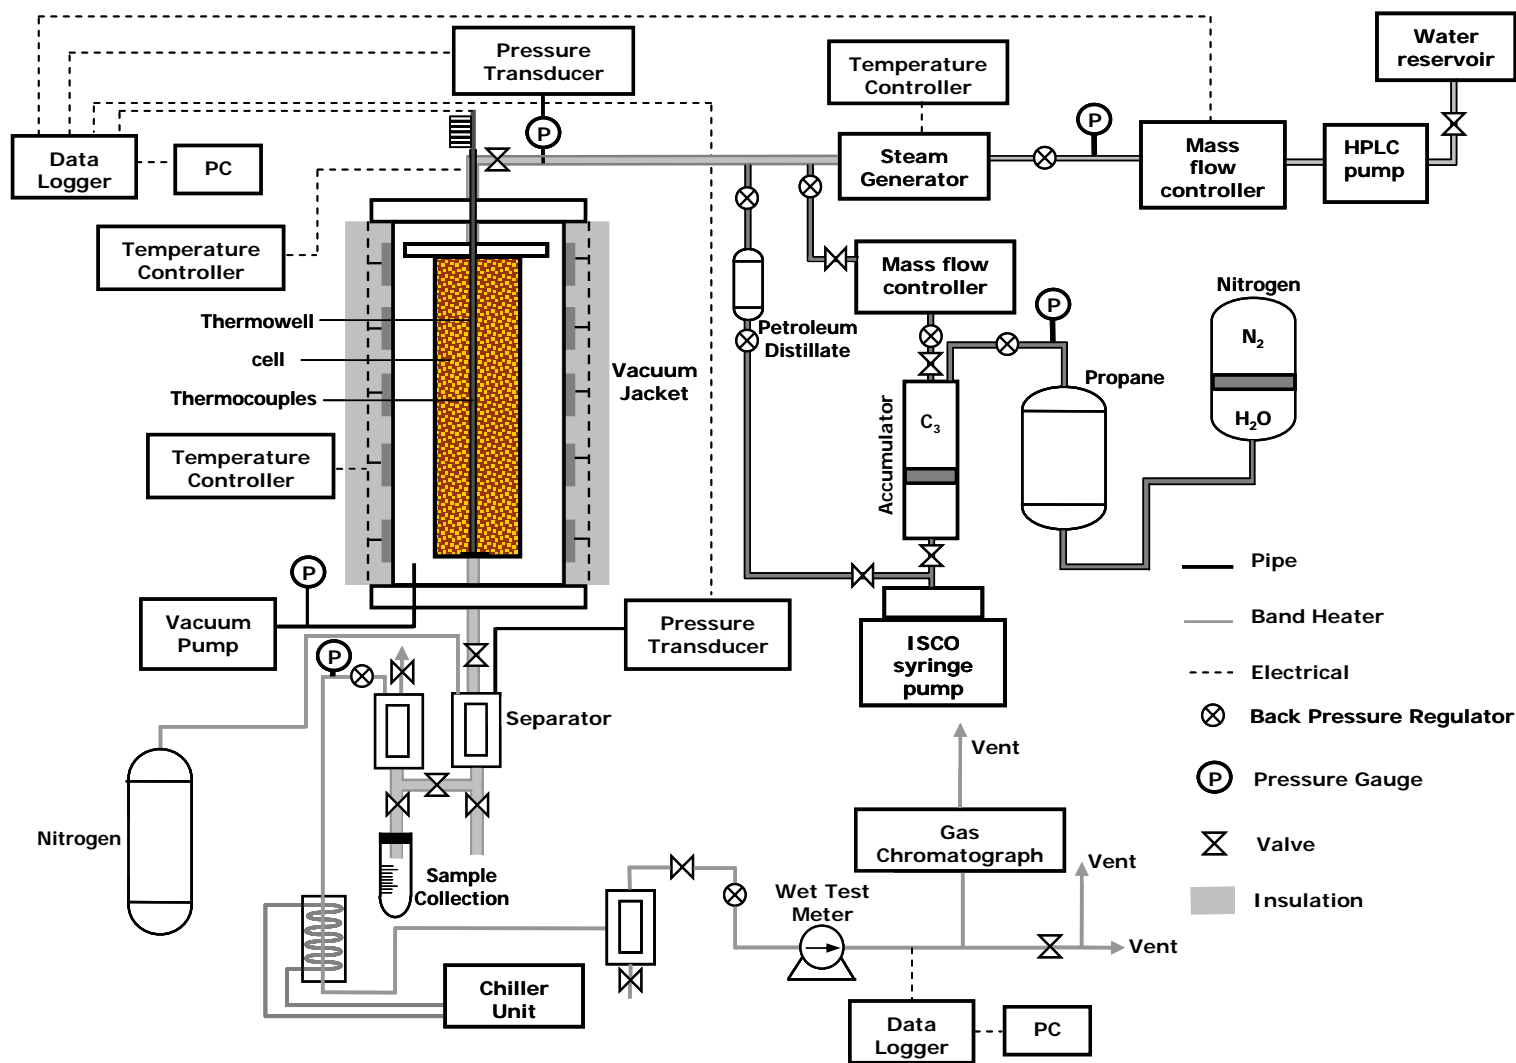 Pressure
Transducer
P
Temperature
Controller
P
Water
reservoir
Data
Logger
PC
Steam
Generator
Mass
flow
controller
HPLC
pump
Temperature
Controller
Mass flow
controller
Nitrogen
N2
H2O
P
Thermowell
cell
Thermocouples
Vacuum
Jacket
Petroleum
Distillate
Propane
Accumulator
C3
Temperature
Controller
P
Vacuum
Pump
P
Pressure
Transducer
ISCO
syringe
pump
Separator
Nitrogen
Sample
Collection
Chiller
Unit
Wet Test
Meter
Gas
Chromatograph
Vent
Vent
Vent
Data
Logger
PC
Pipe
Band Heater
Electrical
Back Pressure Regulator
P
Pressure Gauge
Valve
Insulation